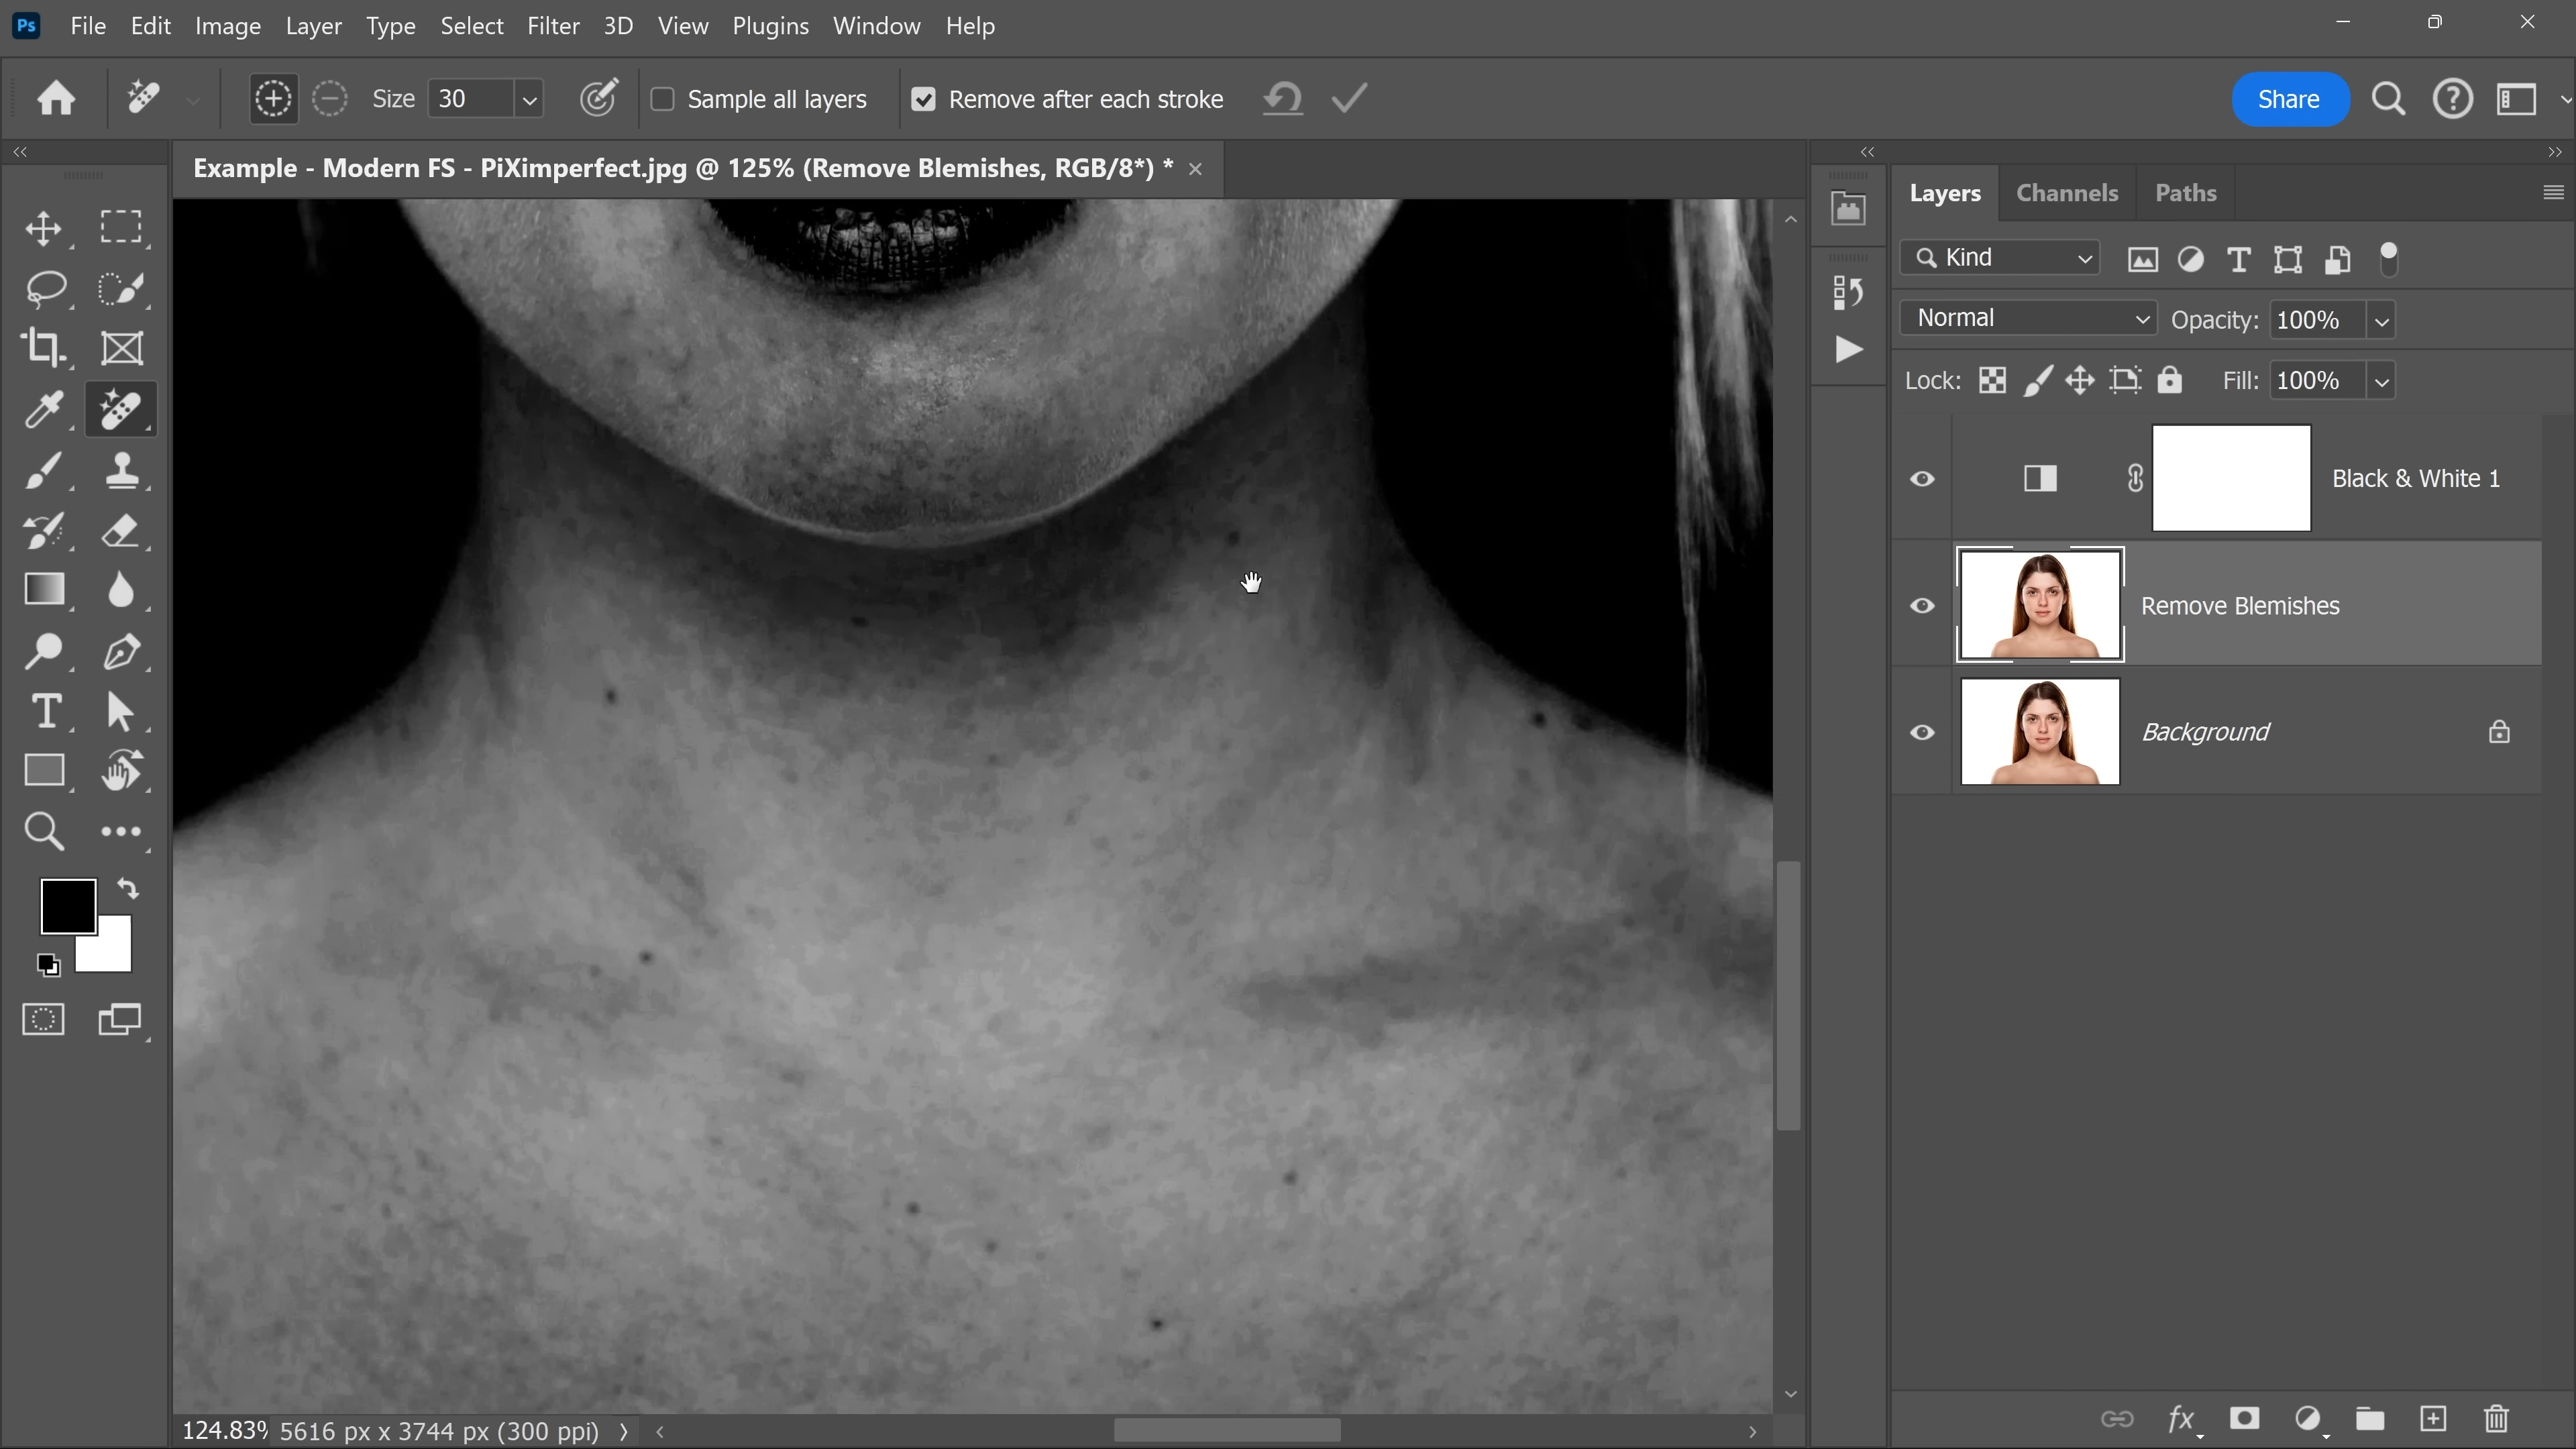 Ps File Edit Image Layer Type Select Filter 3D View Plugins Window Help
Size 30 Sample all layers Remove after each stroke Share
Example - Modern FS - PiXimperfect.jpg @ 125% (Remove Blemishes, RGB/8*) *
Layers Channels Paths
Kind
Normal Opacity: 100%
Lock: Fill: 100%
Black & White 1
Remove Blemishes
Background
124.83% 5616 px x 3744 px (300 ppi)
fx